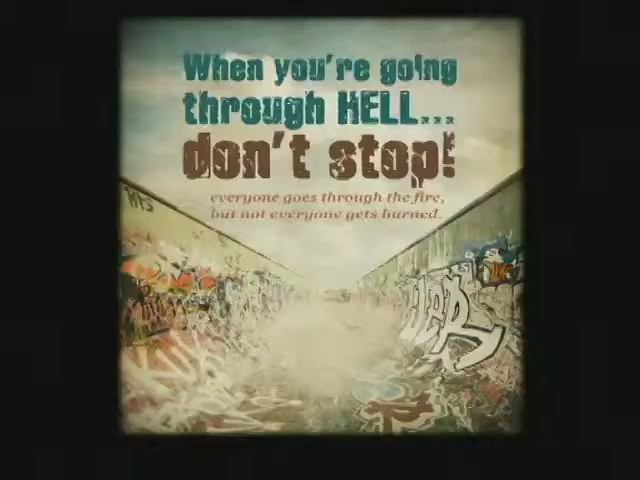 When you're going
through HELL...
don't stop!
everyone goes through the fire,
but not everyone gets burned.